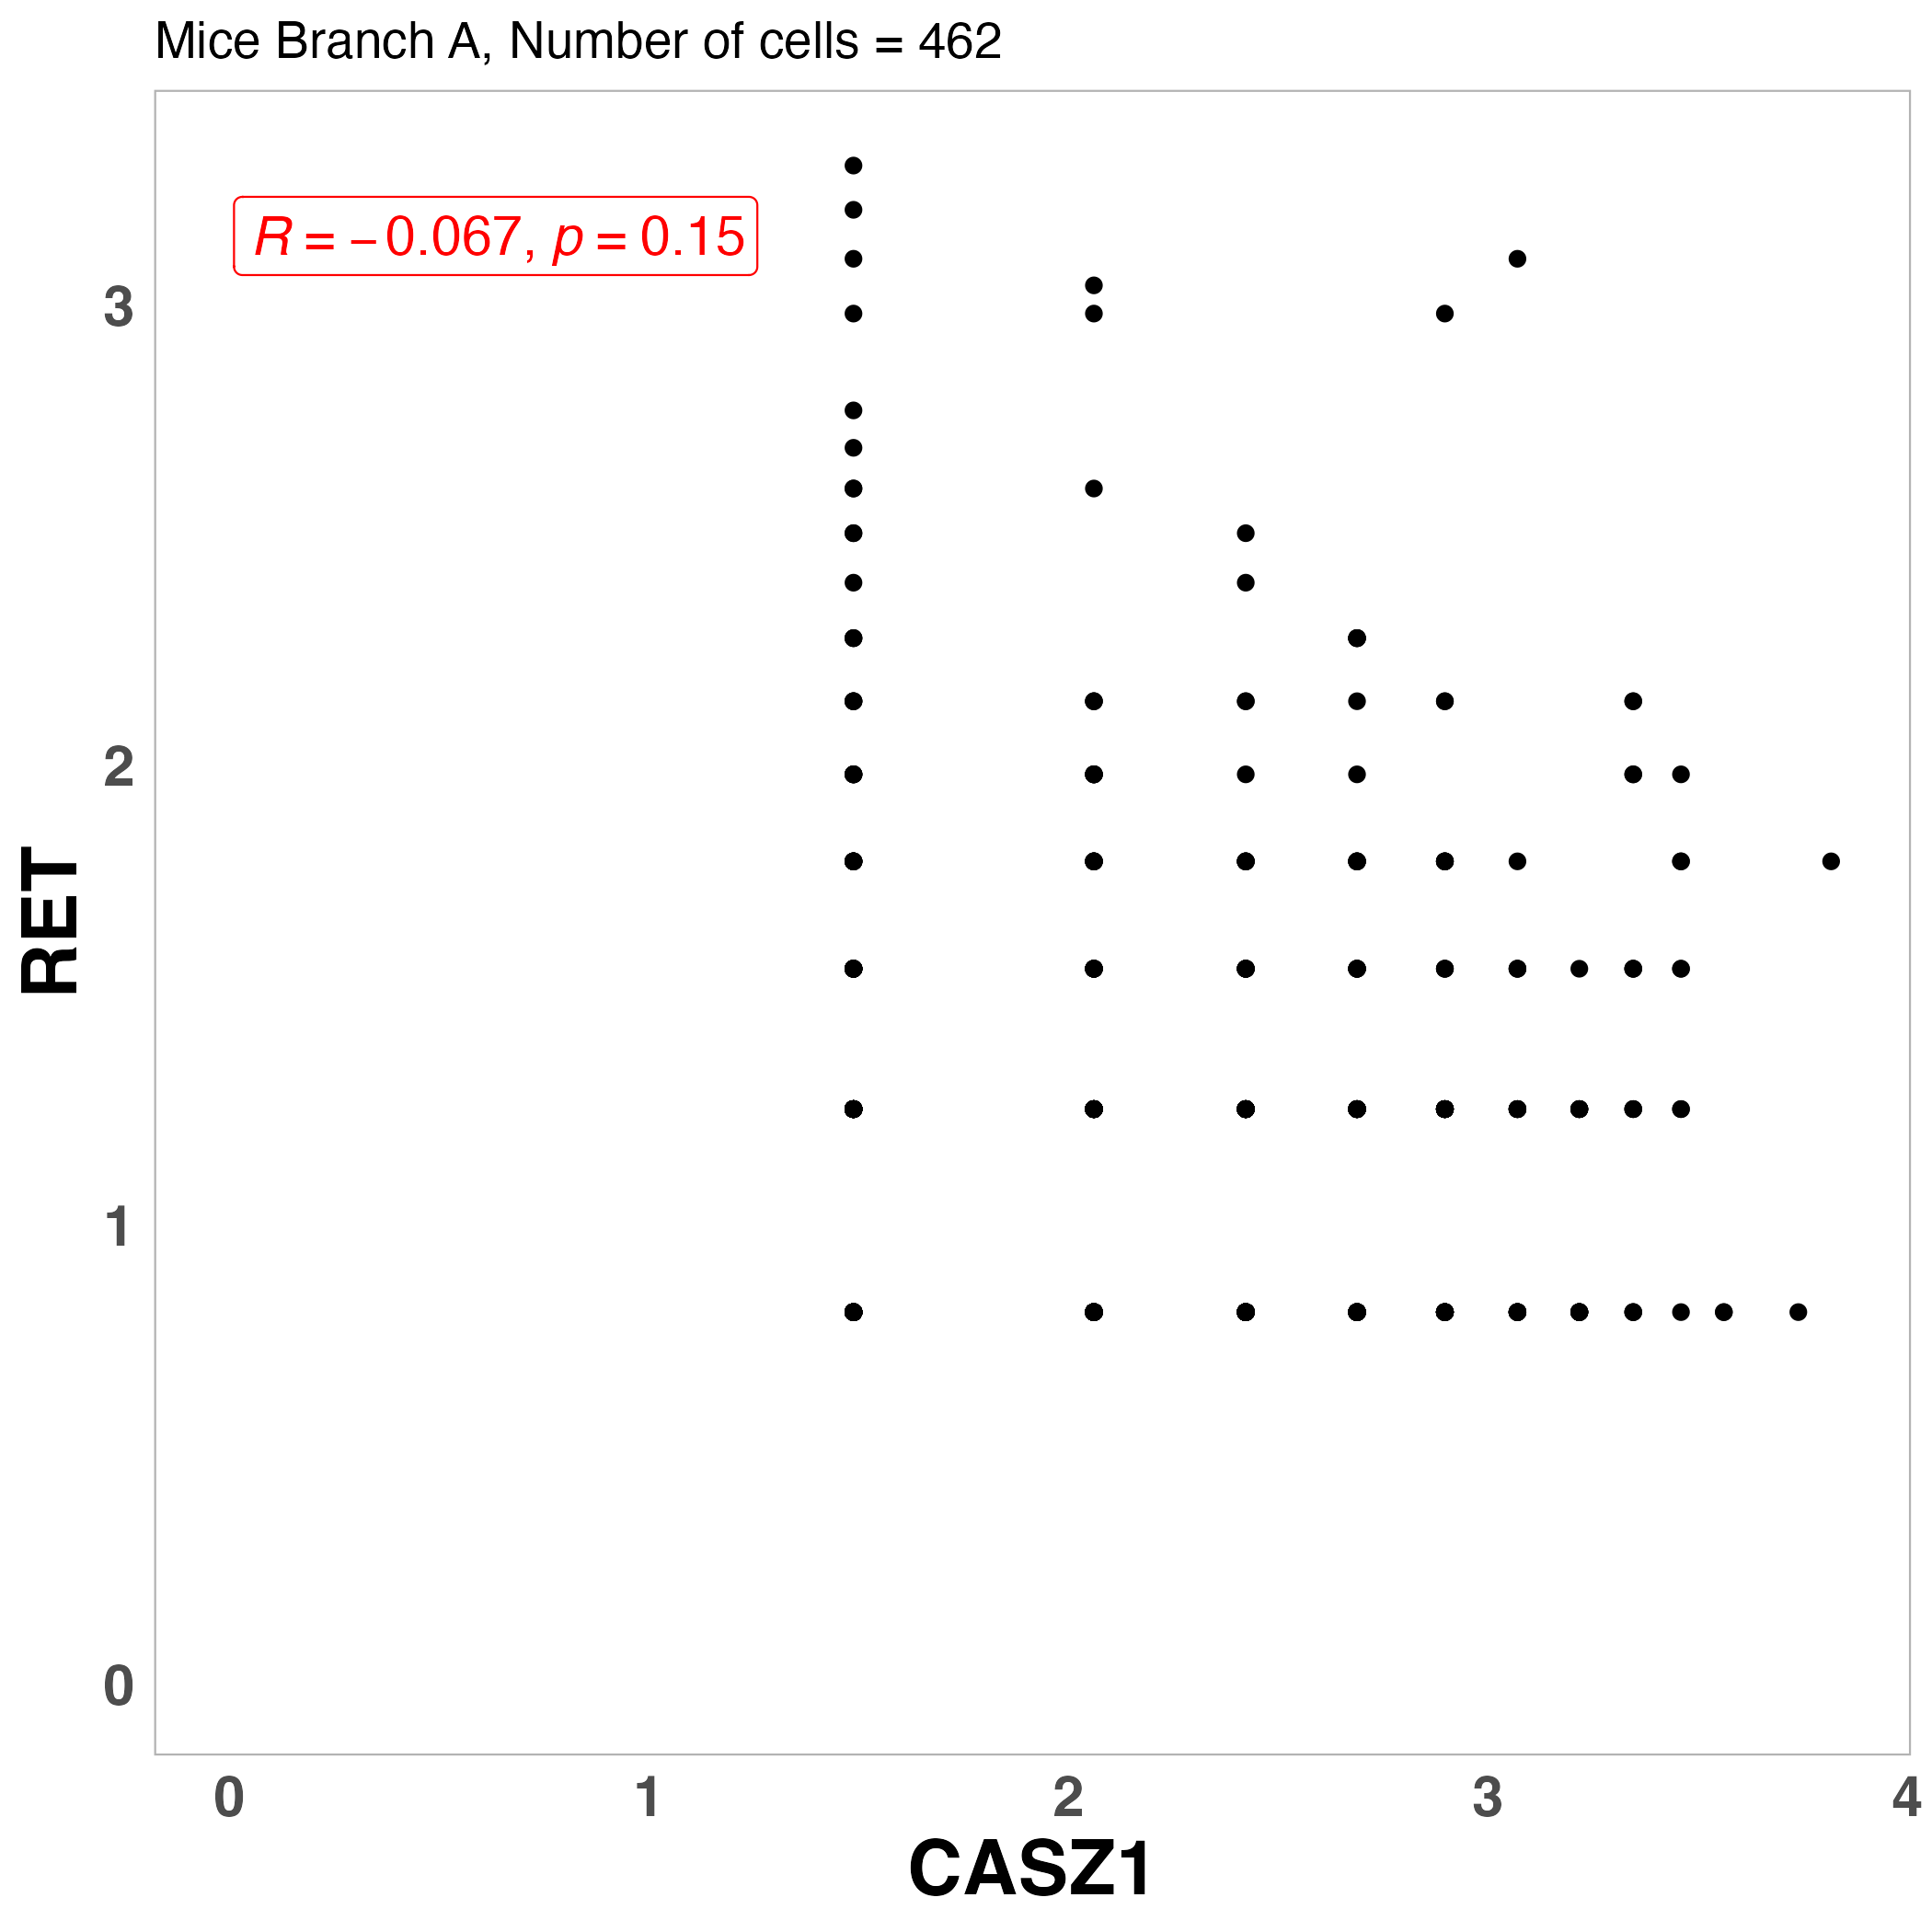 Mice Branch A, Number of cells = 462
R = −0.067, p = 0.15
3
2
1
0
RET
0 1 2 3 4
CASZ1